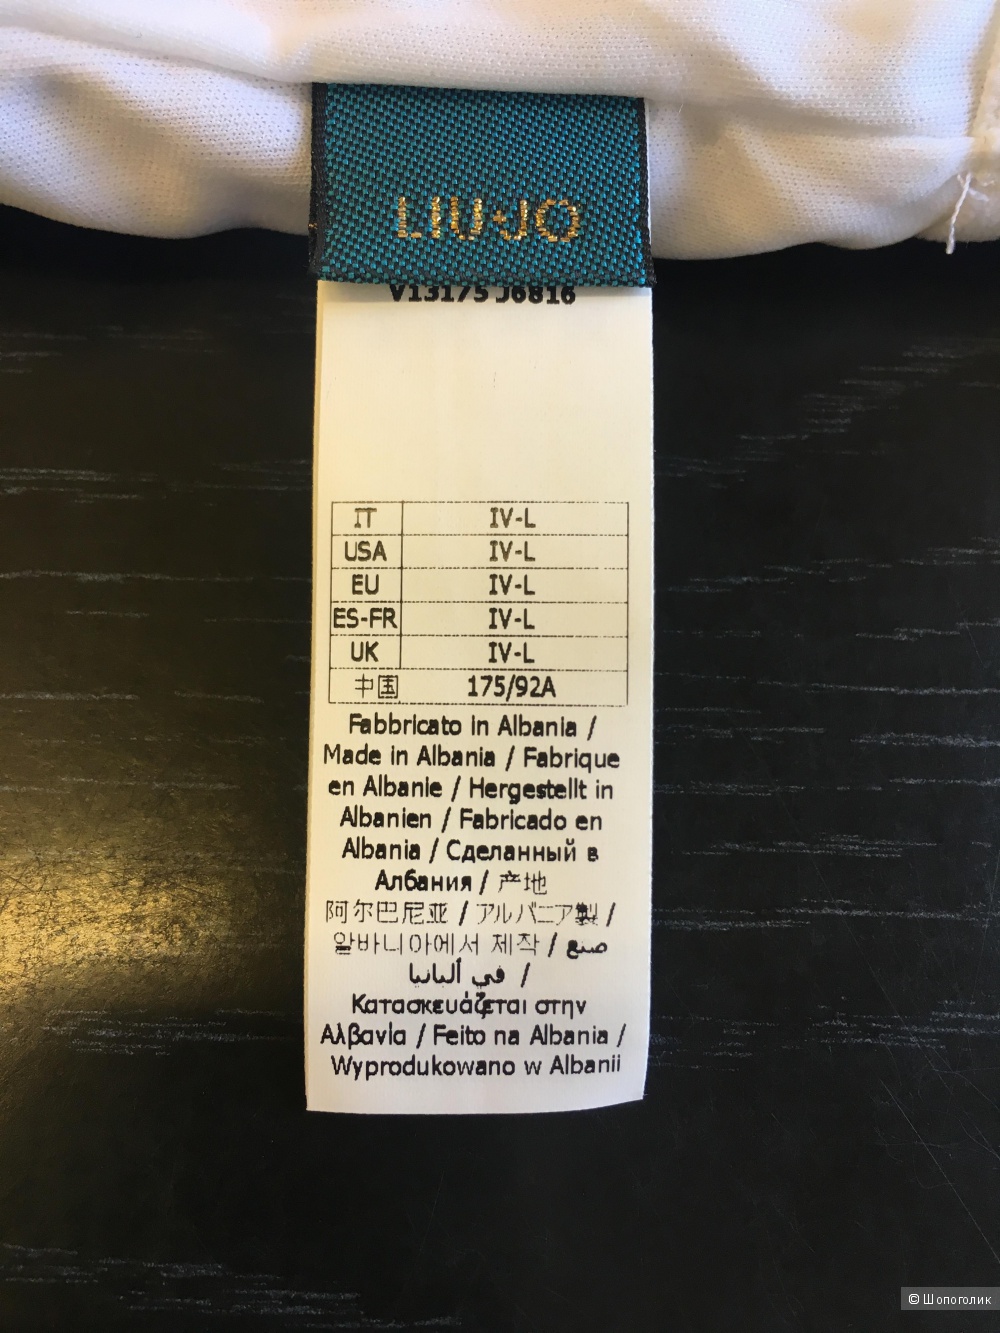 LIU·JO
V13175 J6816
IT IV-L
USA IV-L
EU IV-L
ES-FR IV-L
UK IV-L
中国 175/92A
Fabbricato in Albania /
Made in Albania / Fabrique
en Albanie / Hergestellt in
Albanien / Fabricado en
Albania / Сделанный в
Албания / 产地
阿尔巴尼亚 / アルバニア製 /
알바니아에서 제작 / صنع
في ألبانيا /
Κατασκευάζεται στην
Αλβανία / Feito na Albania /
Wyprodukowano w Albanii
© Шопоголик